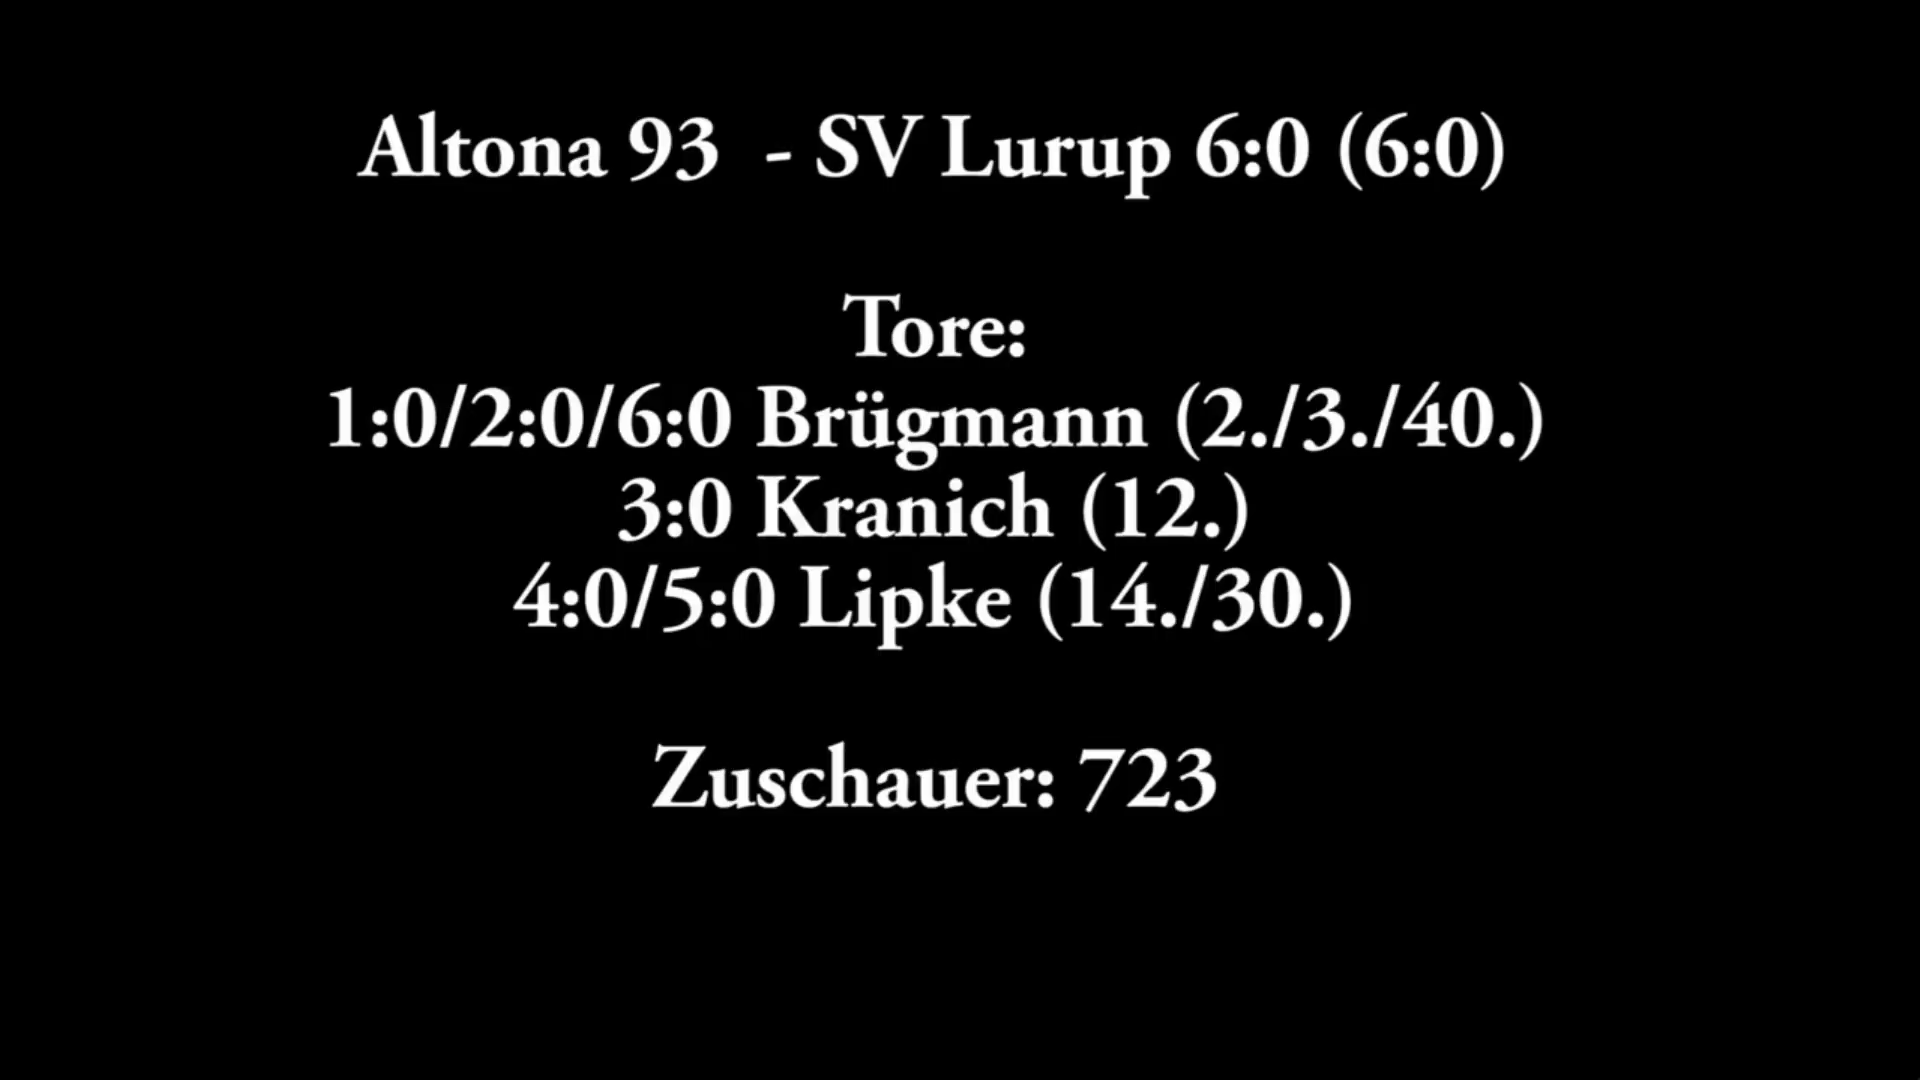 Altona 93 - SV Lurup 6:0 (6:0)
Tore:
1:0/2:0/6:0 Brügmann (2./3./40.)
3:0 Kranich (12.)
4:0/5:0 Lipke (14./30.)
Zuschauer: 723